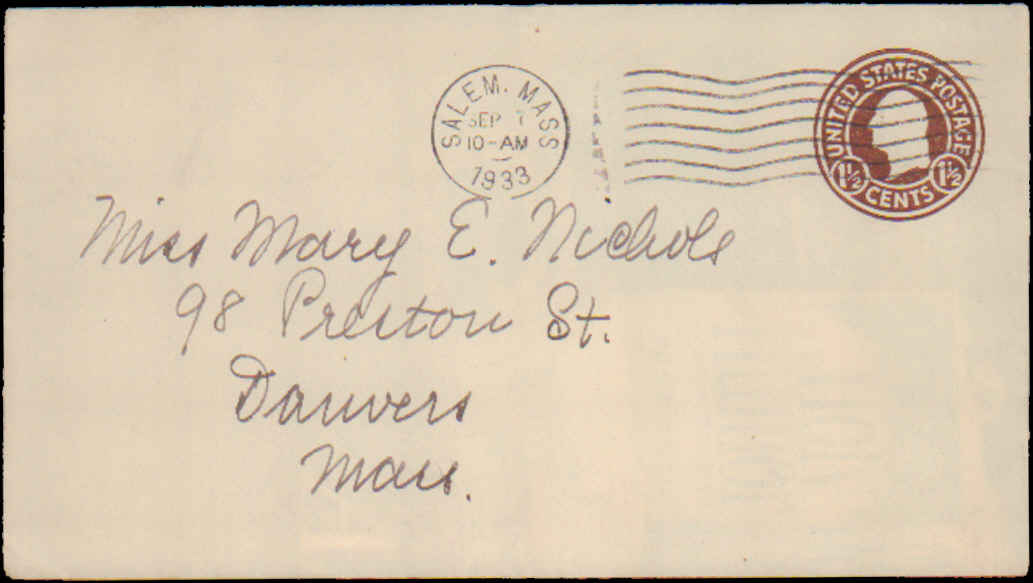 SALEM, MASS
SEP 7
10-AM
1933
UNITED STATES POSTAGE
1½ CENTS 1½
Miss Mary E. Nichols
98 Preston St.
Danvers
Mass.